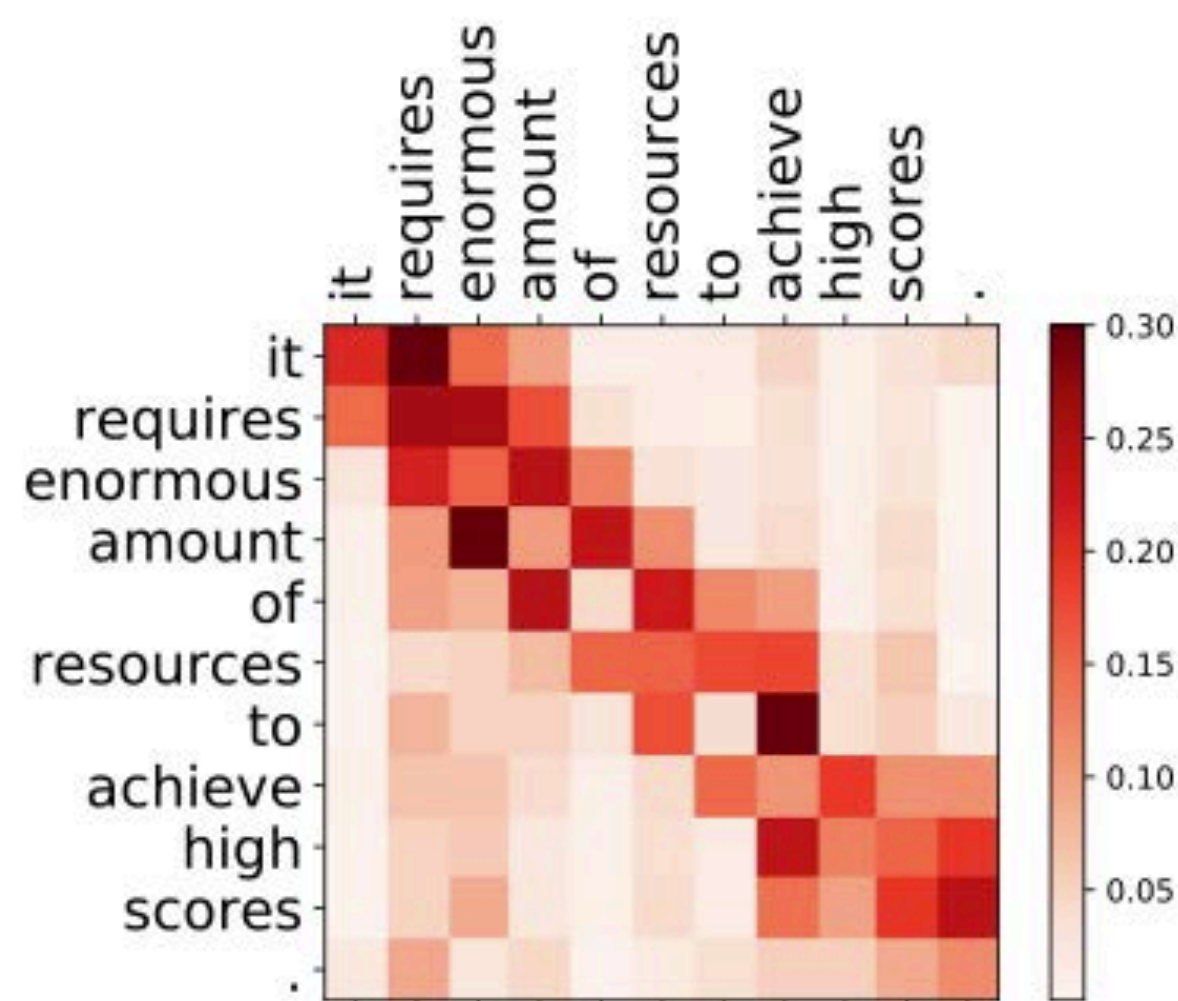 it
requires
enormous
amount
of
resources
to
achieve
high
scores
.
it
requires
enormous
amount
of
resources
to
achieve
high
scores
.
0.30
0.25
0.20
0.15
0.10
0.05